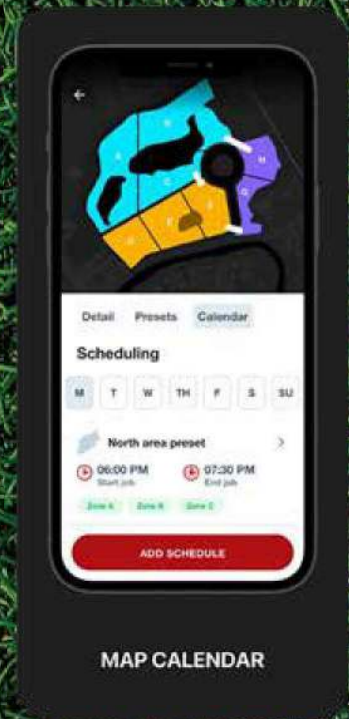 Detail Presets Calendar
Scheduling
M T W TH F S SU
North area preset
06:00 PM 07:30 PM
Start job End job
Zone A Zone B Zone C
ADD SCHEDULE
MAP CALENDAR